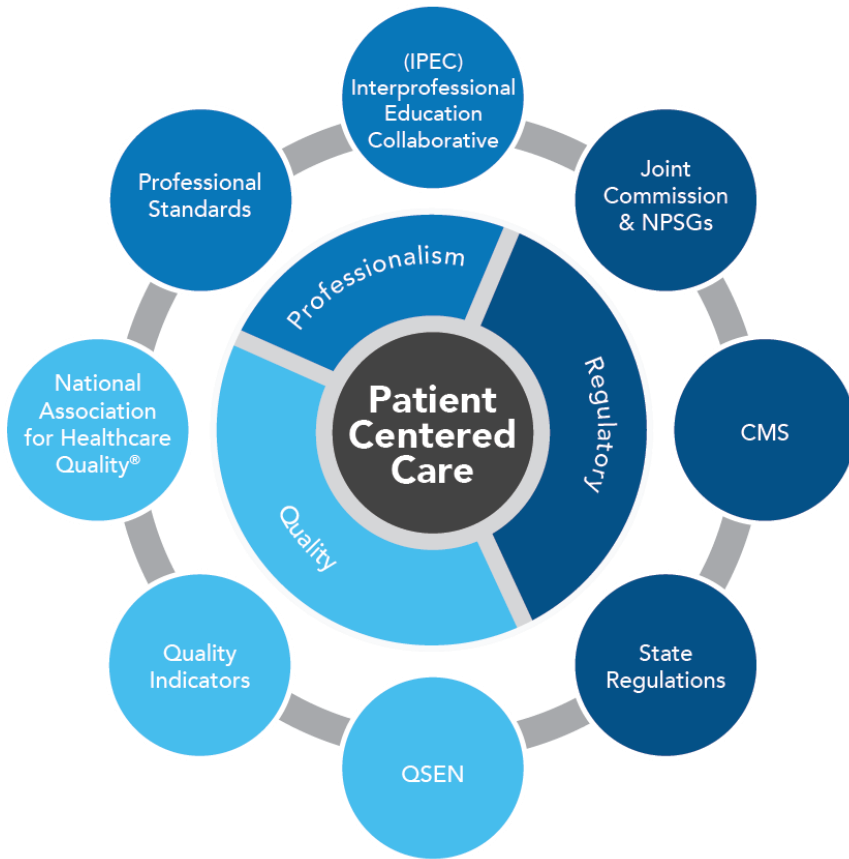 (IPEC)
Interprofessional
Education
Collaborative
Joint
Commission
& NPSGs
CMS
State
Regulations
QSEN
Quality
Indicators
National
Association
for Healthcare
Quality®
Professional
Standards
Professionalism
Regulatory
Quality
Patient
Centered
Care